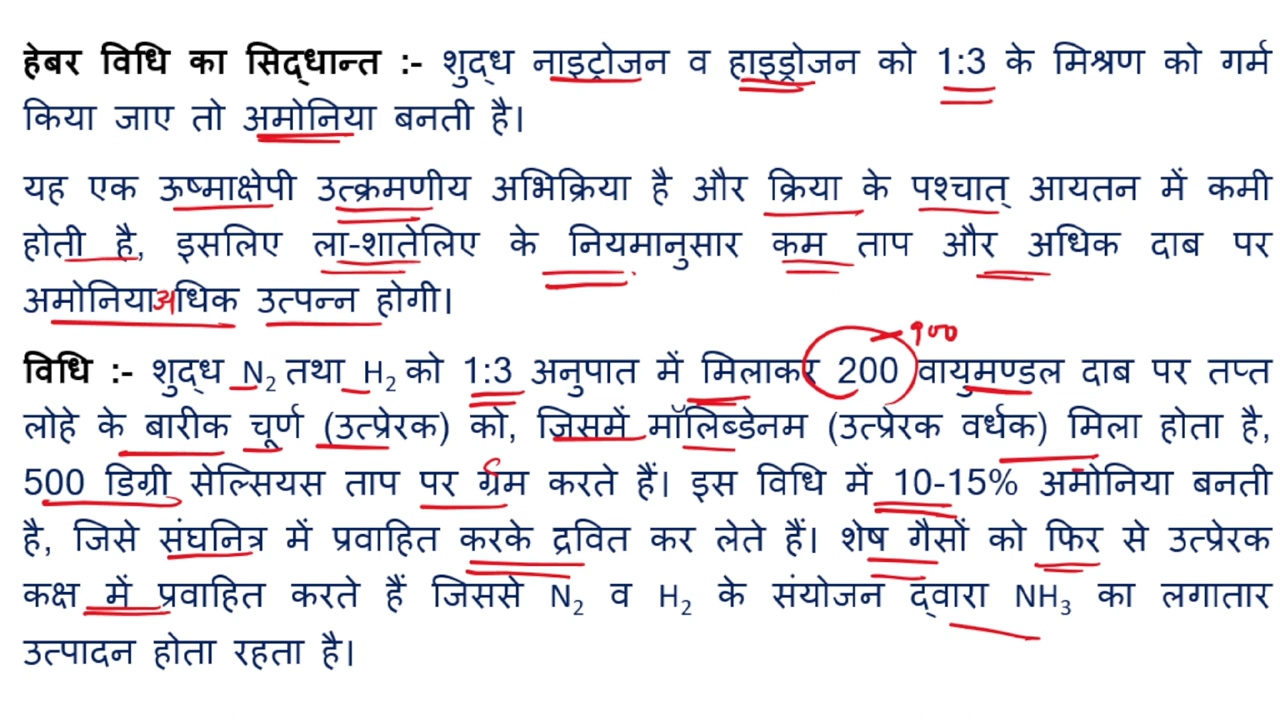 हेबर विधि का सिद्धान्त :- शुद्ध नाइट्रोजन व हाइड्रोजन को 1:3 के मिश्रण को गर्म
किया जाए तो अमोनिया बनती है।
यह एक ऊष्माक्षेपी उत्क्रमणीय अभिक्रिया है और क्रिया के पश्चात् आयतन में कमी
होती है, इसलिए ला-शातेलिए के नियमानुसार कम ताप और अधिक दाब पर
अमोनियाअधिक उत्पन्न होगी।
१००
विधि :- शुद्ध N₂ तथा H₂ को 1:3 अनुपात में मिलाकर 200 वायुमण्डल दाब पर तप्त
लोहे के बारीक चूर्ण (उत्प्रेरक) को, जिसमें मॉलिब्डेनम (उत्प्रेरक वर्धक) मिला होता है,
500 डिग्री सेल्सियस ताप पर ग्रम करते हैं। इस विधि में 10-15% अमोनिया बनती
है, जिसे संघनित्र में प्रवाहित करके द्रवित कर लेते हैं। शेष गैसों को फिर से उत्प्रेरक
कक्ष में प्रवाहित करते हैं जिससे N₂ व H₂ के संयोजन द्वारा NH₃ का लगातार
उत्पादन होता रहता है।